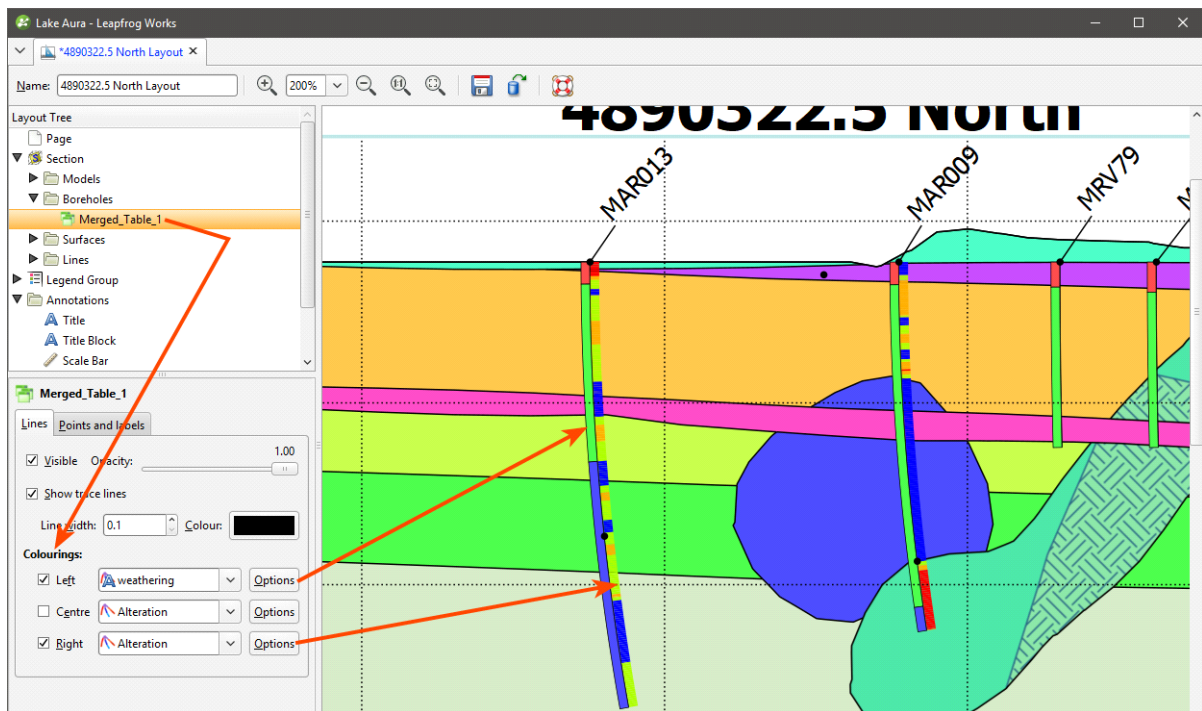 Lake Aura - Leapfrog Works
*4890322.5 North Layout
Name: 4890322.5 North Layout
200%
Layout Tree
Page
Section
Models
Boreholes
Merged_Table_1
Surfaces
Lines
Legend Group
Annotations
Title
Title Block
Scale Bar
Merged_Table_1
Lines Points and labels
Visible Opacity: 1.00
Show trace lines
Line width: 0.1 Colour:
Colourings:
Left weathering Options
Centre Alteration Options
Right Alteration Options
4890322.5 North
MAR013
MAR009
MRV79